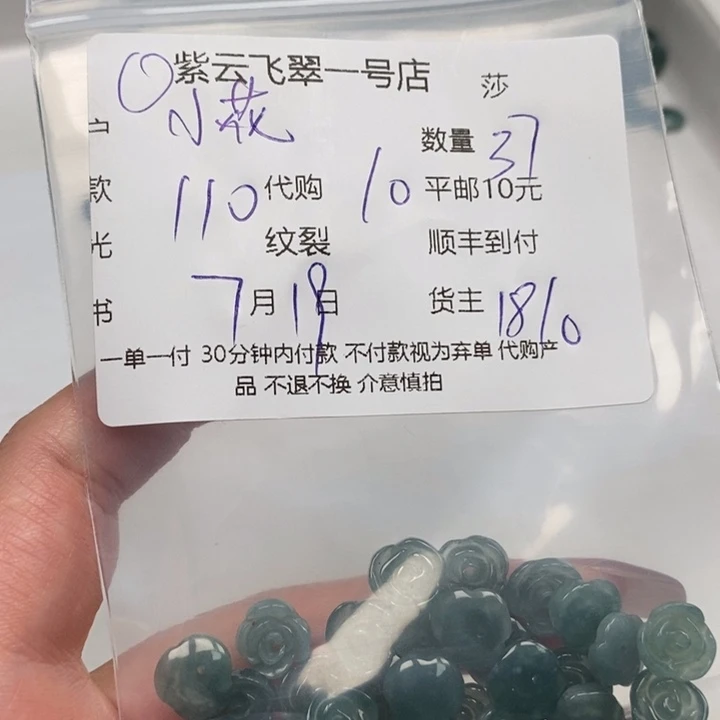 紫云飞翠一号店 莎
户 小花 数量 37
款 110 代购 10 平邮10元
光 纹裂 顺丰到付
书 7月19日 货主 1810
一单一付 30分钟内付款 不付款视为弃单 代购产
品 不退不换 介意慎拍